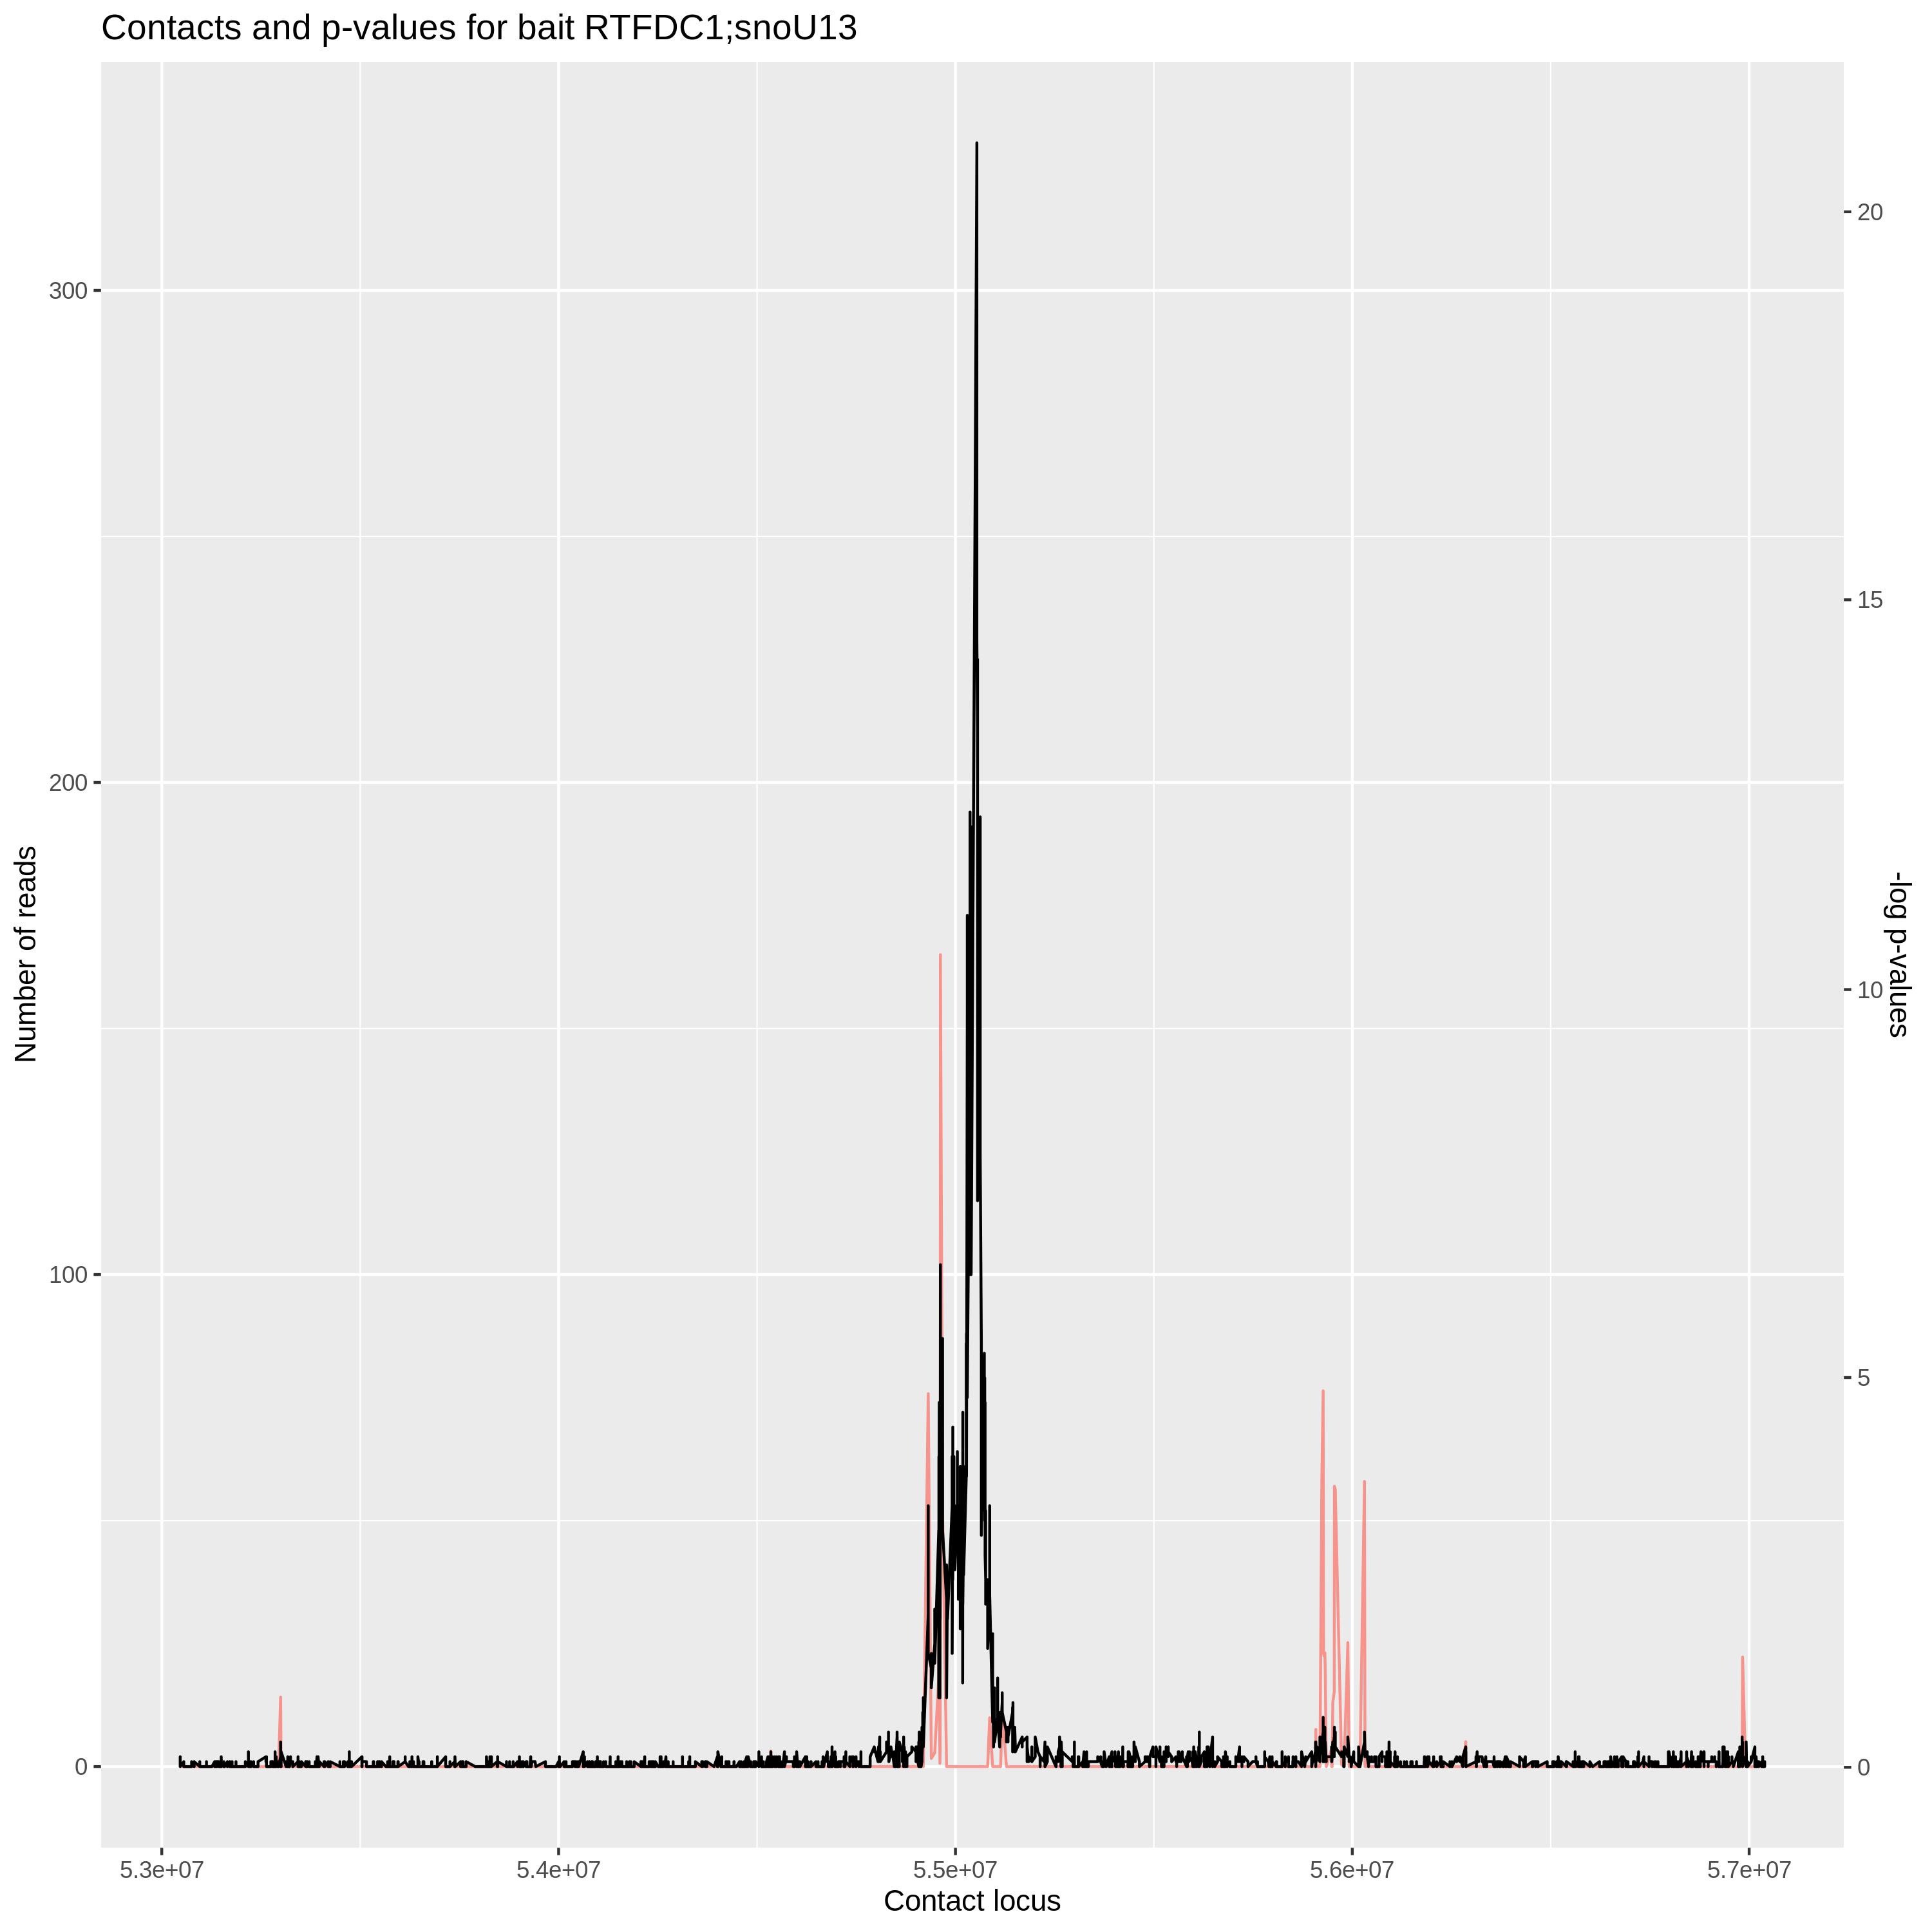 Contacts and p-values for bait RTFDC1;snoU13
300
200
100
0
Number of reads
20
15
10
5
0
-log p-values
5.3e+07 5.4e+07 5.5e+07 5.6e+07 5.7e+07
Contact locus